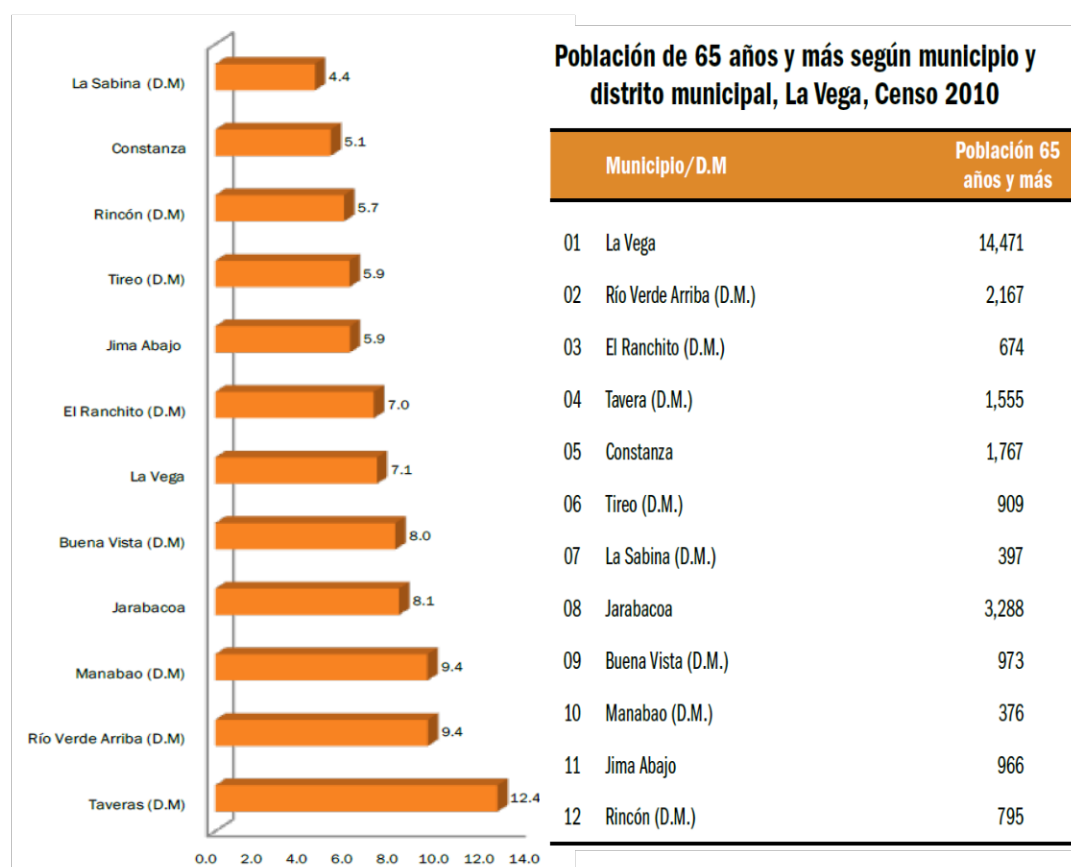 La Sabina (D.M) 4.4
Constanza 5.1
Rincón (D.M) 5.7
Tireo (D.M) 5.9
Jima Abajo 5.9
El Ranchito (D.M) 7.0
La Vega 7.1
Buena Vista (D.M) 8.0
Jarabacoa 8.1
Manabao (D.M) 9.4
Río Verde Arriba (D.M) 9.4
Taveras (D.M) 12.4
0.0 2.0 4.0 6.0 8.0 10.0 12.0 14.0
Población de 65 años y más según municipio y
distrito municipal, La Vega, Censo 2010
Municipio/D.M Población 65
años y más
01 La Vega 14,471
02 Río Verde Arriba (D.M.) 2,167
03 El Ranchito (D.M.) 674
04 Tavera (D.M.) 1,555
05 Constanza 1,767
06 Tireo (D.M.) 909
07 La Sabina (D.M.) 397
08 Jarabacoa 3,288
09 Buena Vista (D.M.) 973
10 Manabao (D.M.) 376
11 Jima Abajo 966
12 Rincón (D.M.) 795